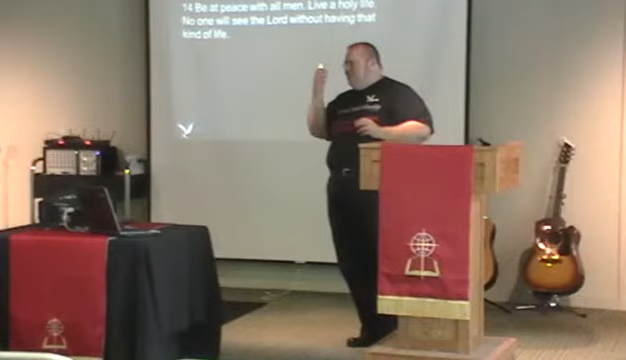 14 Be at peace with all men. Live a holy life.
No one will see the Lord without having that
kind of life.